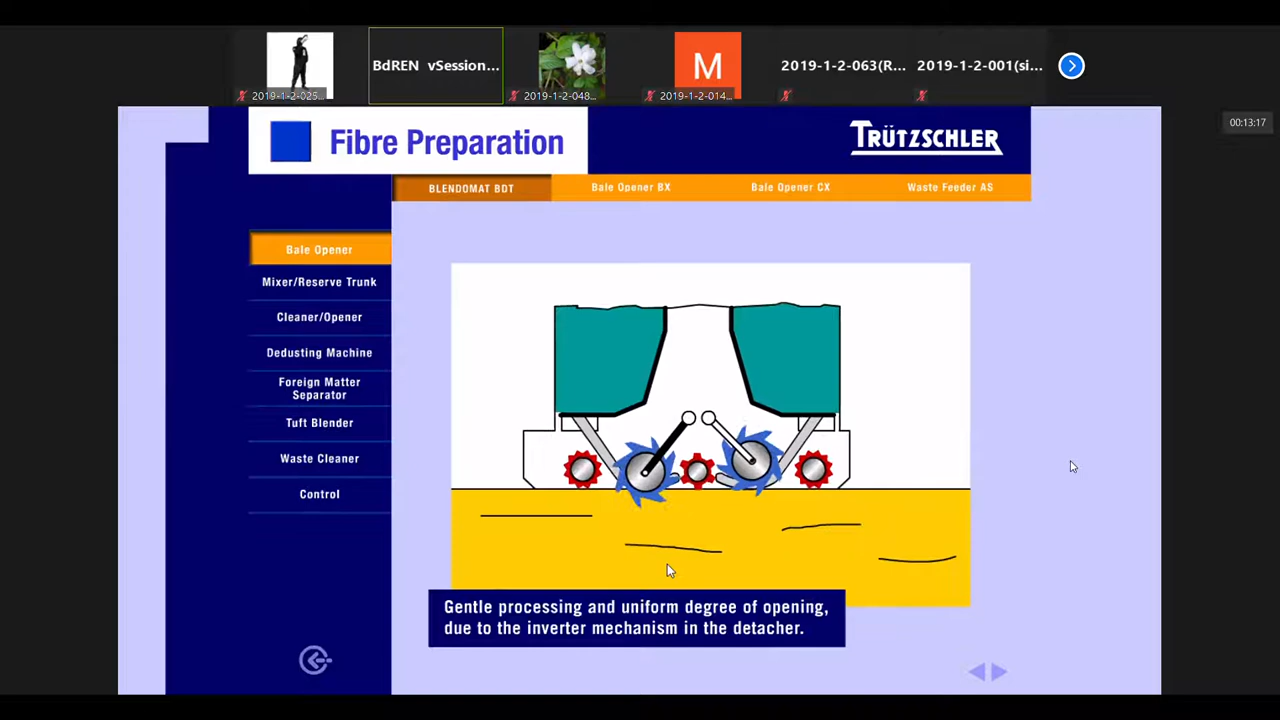 BdREN vSession...
M
2019-1-2-063(R...
2019-1-2-001(si...
2019-1-2-025...
2019-1-2-048...
2019-1-2-014...
00:13:17
Fibre Preparation
TRÜTZSCHLER
BLENDOMAT BDT
Bale Opener BX
Bale Opener CX
Waste Feeder AS
Bale Opener
Mixer/Reserve Trunk
Cleaner/Opener
Dedusting Machine
Foreign Matter
Separator
Tuft Blender
Waste Cleaner
Control
Gentle processing and uniform degree of opening,
due to the inverter mechanism in the detacher.